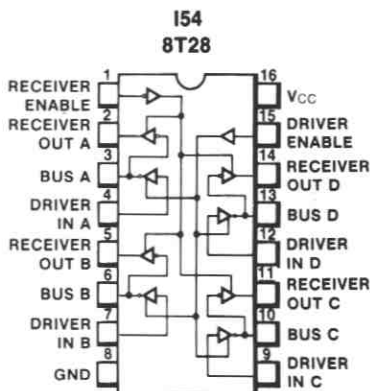 I54
8T28
1
RECEIVER
ENABLE
2
RECEIVER
OUT A
3
BUS A
4
DRIVER
IN A
5
RECEIVER
OUT B
6
BUS B
7
DRIVER
IN B
8
GND
16
VCC
15
DRIVER
ENABLE
14
RECEIVER
OUT D
13
BUS D
12
DRIVER
IN D
11
RECEIVER
OUT C
10
BUS C
9
DRIVER
IN C